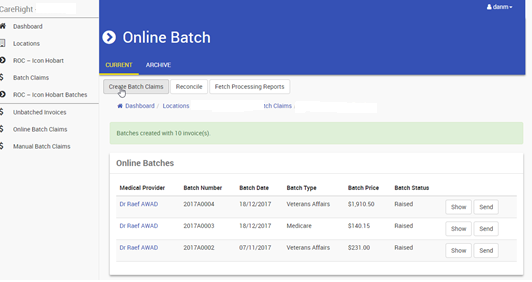 CareRight
danm
Dashboard
Locations
ROC – Icon Hobart
Batch Claims
ROC – Icon Hobart Batches
Unbatched Invoices
Online Batch Claims
Manual Batch Claims
Online Batch
CURRENT ARCHIVE
Create Batch Claims Reconcile Fetch Processing Reports
Dashboard / Locations tch Claims
Batches created with 10 invoice(s).
Online Batches
Medical Provider Batch Number Batch Date Batch Type Batch Price Batch Status
Dr Raef AWAD 2017A0004 18/12/2017 Veterans Affairs $1,910.50 Raised Show Send
Dr Raef AWAD 2017A0003 18/12/2017 Medicare $140.15 Raised Show Send
Dr Raef AWAD 2017A0002 07/11/2017 Veterans Affairs $231.00 Raised Show Send